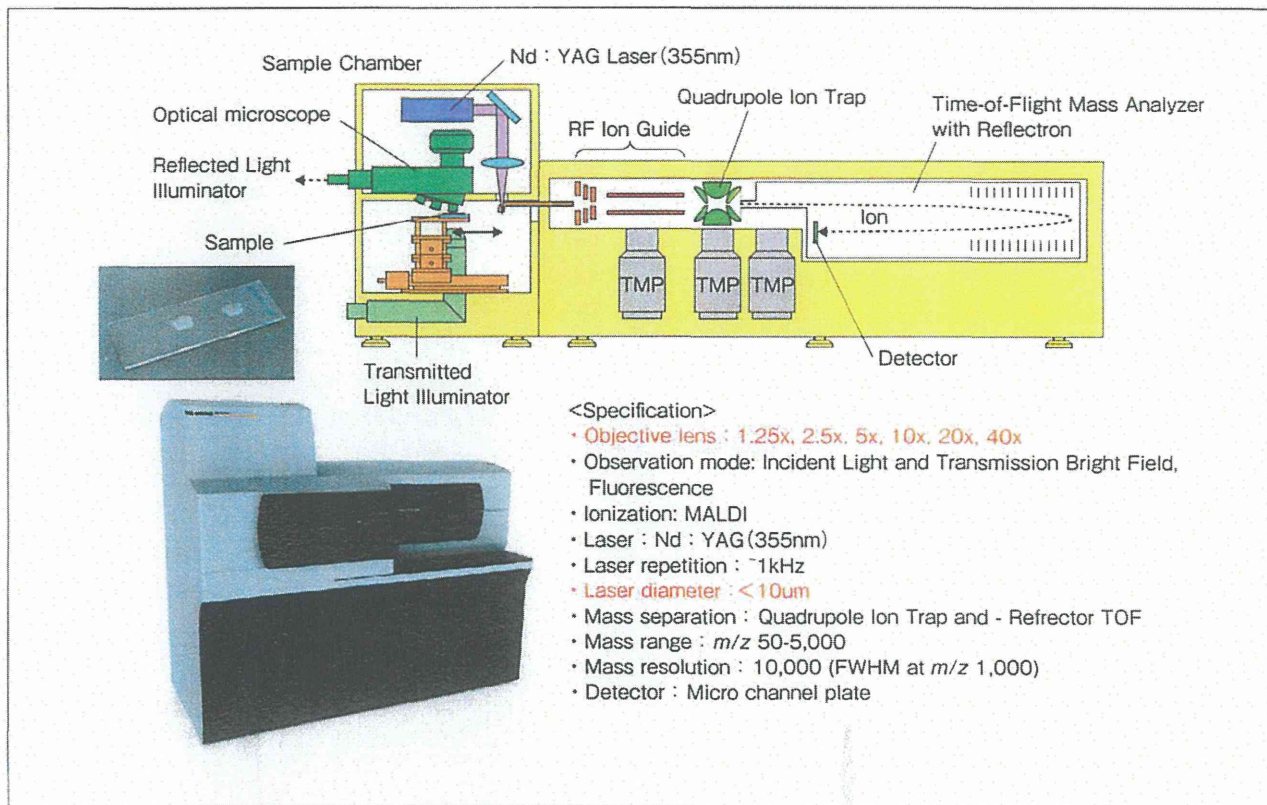 Sample Chamber
Nd : YAG Laser (355nm)
Optical microscope
Quadrupole Ion Trap
Time-of-Flight Mass Analyzer
with Reflectron
RF Ion Guide
Reflected Light
Illuminator
Ion
Sample
TMP
TMP
TMP
Detector
Transmitted
Light Illuminator
<Specification>
・Objective lens : 1.25x, 2.5x, 5x, 10x, 20x, 40x
・Observation mode: Incident Light and Transmission Bright Field,
Fluorescence
・Ionization: MALDI
・Laser : Nd : YAG (355nm)
・Laser repetition : ~1kHz
・Laser diameter : <10um
・Mass separation : Quadrupole Ion Trap and - Refrector TOF
・Mass range : m/z 50-5,000
・Mass resolution : 10,000 (FWHM at m/z 1,000)
・Detector : Micro channel plate